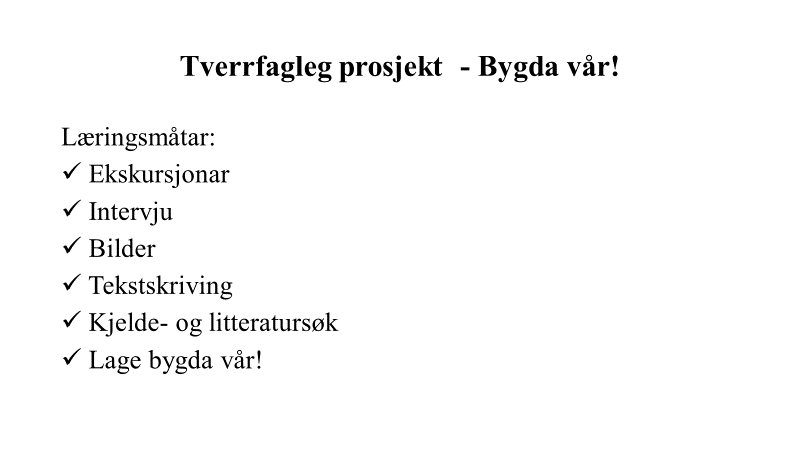 Tverrfagleg prosjekt - Bygda vår!
Læringsmåtar:
✓ Ekskursjonar
✓ Intervju
✓ Bilder
✓ Tekstskriving
✓ Kjelde- og litteratursøk
✓ Lage bygda vår!